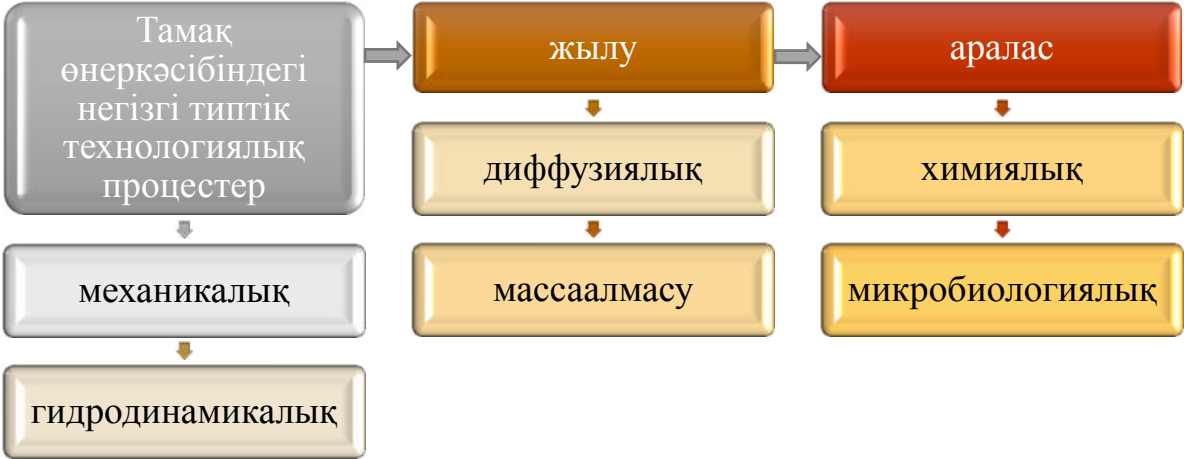 Тамақ
өнеркәсібіндегі
негізгі типтік
технологиялық
процестер
механикалық
гидродинамикалық
жылу
диффузиялық
массаалмасу
аралас
химиялық
микробиологиялық